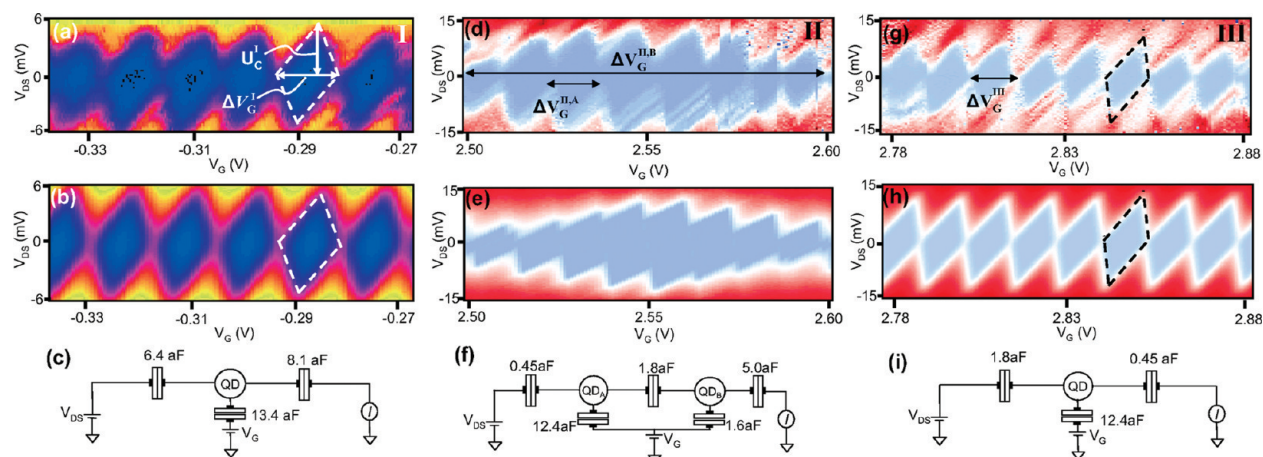 (a)
I
V_DS (mV)
6
0
-6
U_C^I
ΔV_G^I
-0.33
-0.31
-0.29
-0.27
V_G (V)
(b)
V_DS (mV)
6
0
-6
-0.33
-0.31
-0.29
-0.27
V_G (V)
(c)
6.4 aF
8.1 aF
QD
V_DS
13.4 aF
V_G
I
(d)
II
V_DS (mV)
15
0
-15
ΔV_G^II,B
ΔV_G^II,A
2.50
2.55
2.60
V_G (V)
(e)
V_DS (mV)
15
0
-15
2.50
2.55
2.60
V_G (V)
(f)
0.45aF
1.8aF
5.0aF
QD_A
QD_B
V_DS
12.4aF
1.6aF
V_G
I
(g)
III
V_DS (mV)
15
0
-15
ΔV_G^III
2.78
2.83
2.88
V_G (V)
(h)
V_DS (mV)
15
0
-15
2.78
2.83
2.88
V_G (V)
(i)
1.8aF
0.45 aF
QD
V_DS
12.4aF
V_G
I